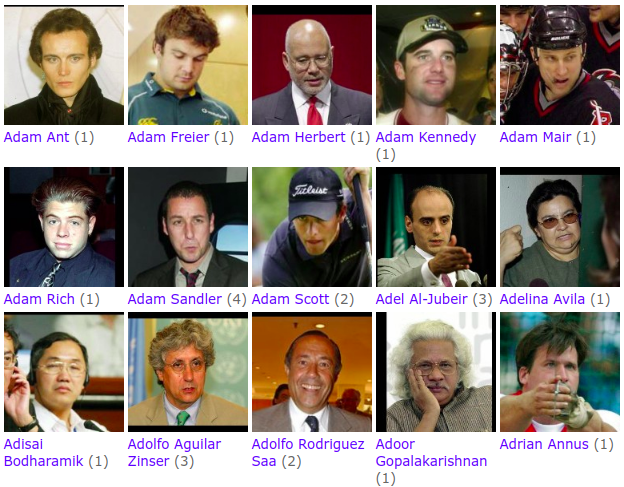 Titleist
Adam Ant (1)
Adam Freier (1)
Adam Herbert (1)
Adam Kennedy
(1)
Adam Mair (1)
Adam Rich (1)
Adam Sandler (4)
Adam Scott (2)
Adel Al-Jubeir (3)
Adelina Avila (1)
Adisai
Bodharamik (1)
Adolfo Aguilar
Zinser (3)
Adolfo Rodriguez
Saa (2)
Adoor
Gopalakarishnan
(1)
Adrian Annus (1)